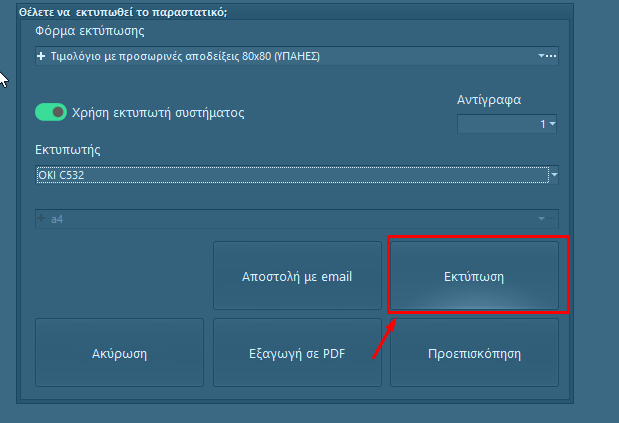 Θέλετε να εκτυπωθεί το παραστατικό;
Φόρμα εκτύπωσης
Τιμολόγιο με προσωρινές αποδείξεις 80x80 (ΥΠΑΗΕΣ)
Χρήση εκτυπωτή συστήματος
Αντίγραφα
1
Εκτυπωτής
OKI C532
a4
Αποστολή με email
Εκτύπωση
Ακύρωση
Εξαγωγή σε PDF
Προεπισκόπηση